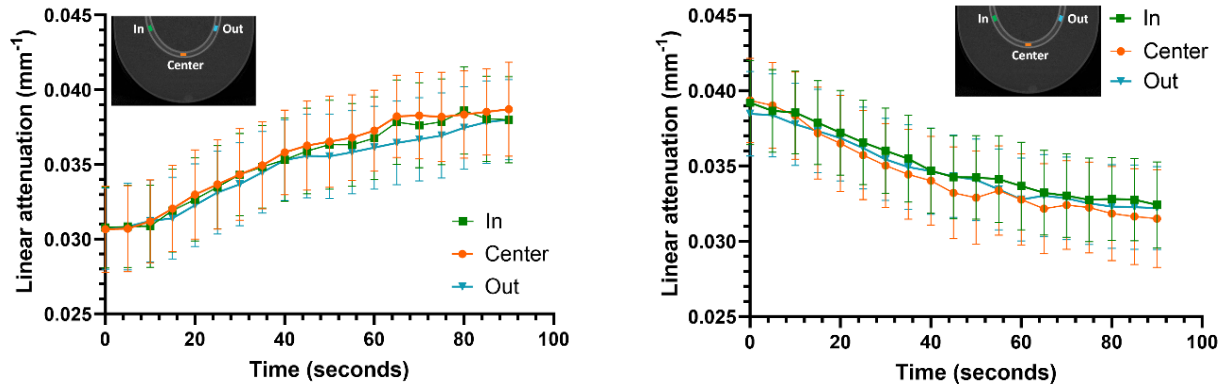 Linear attenuation (mm-1)
0.045
0.040
0.035
0.030
0.025
In
Out
Center
In
Center
Out
0 20 40 60 80 100
Time (seconds)
Linear attenuation (mm-1)
0.045
0.040
0.035
0.030
0.025
In
Out
Center
In
Center
Out
0 20 40 60 80 100
Time (seconds)